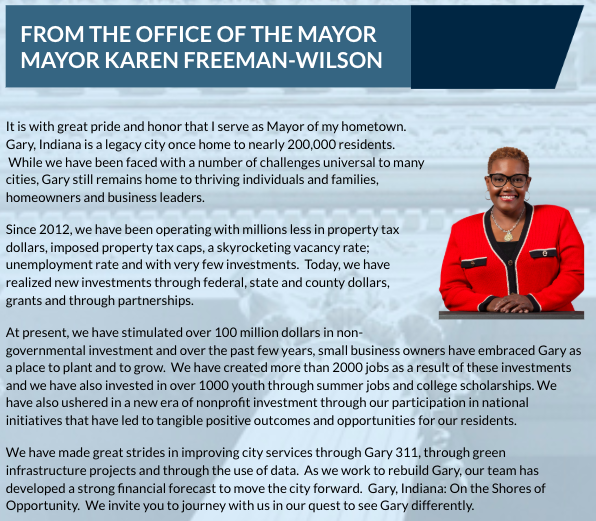 FROM THE OFFICE OF THE MAYOR
MAYOR KAREN FREEMAN-WILSON
It is with great pride and honor that I serve as Mayor of my hometown.
Gary, Indiana is a legacy city once home to nearly 200,000 residents.
While we have been faced with a number of challenges universal to many
cities, Gary still remains home to thriving individuals and families,
homeowners and business leaders.
Since 2012, we have been operating with millions less in property tax
dollars, imposed property tax caps, a skyrocketing vacancy rate;
unemployment rate and with very few investments. Today, we have
realized new investments through federal, state and county dollars,
grants and through partnerships.
At present, we have stimulated over 100 million dollars in non-
governmental investment and over the past few years, small business owners have embraced Gary as
a place to plant and to grow. We have created more than 2000 jobs as a result of these investments
and we have also invested in over 1000 youth through summer jobs and college scholarships. We
have also ushered in a new era of nonprofit investment through our participation in national
initiatives that have led to tangible positive outcomes and opportunities for our residents.
We have made great strides in improving city services through Gary 311, through green
infrastructure projects and through the use of data. As we work to rebuild Gary, our team has
developed a strong financial forecast to move the city forward. Gary, Indiana: On the Shores of
Opportunity. We invite you to journey with us in our quest to see Gary differently.